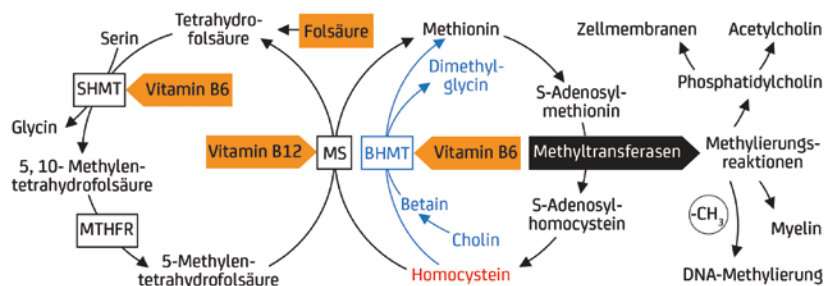 Tetrahydro-
folsäure
Folsäure
Serin
SHMT
Vitamin B6
Glycin
5, 10- Methylen-
tetrahydrofolsäure
MTHFR
5-Methylen-
tetrahydrofolsäure
Vitamin B12
MS
Methionin
Dimethyl-
glycin
BHMT
Vitamin B6
Betain
Cholin
Homocystein
S-Adenosyl-
methionin
Methyltransferasen
S-Adenosyl-
homocystein
Zellmembranen
Acetylcholin
Phosphatidylcholin
Methylierungs-
reaktionen
-CH3
Myelin
DNA-Methylierung